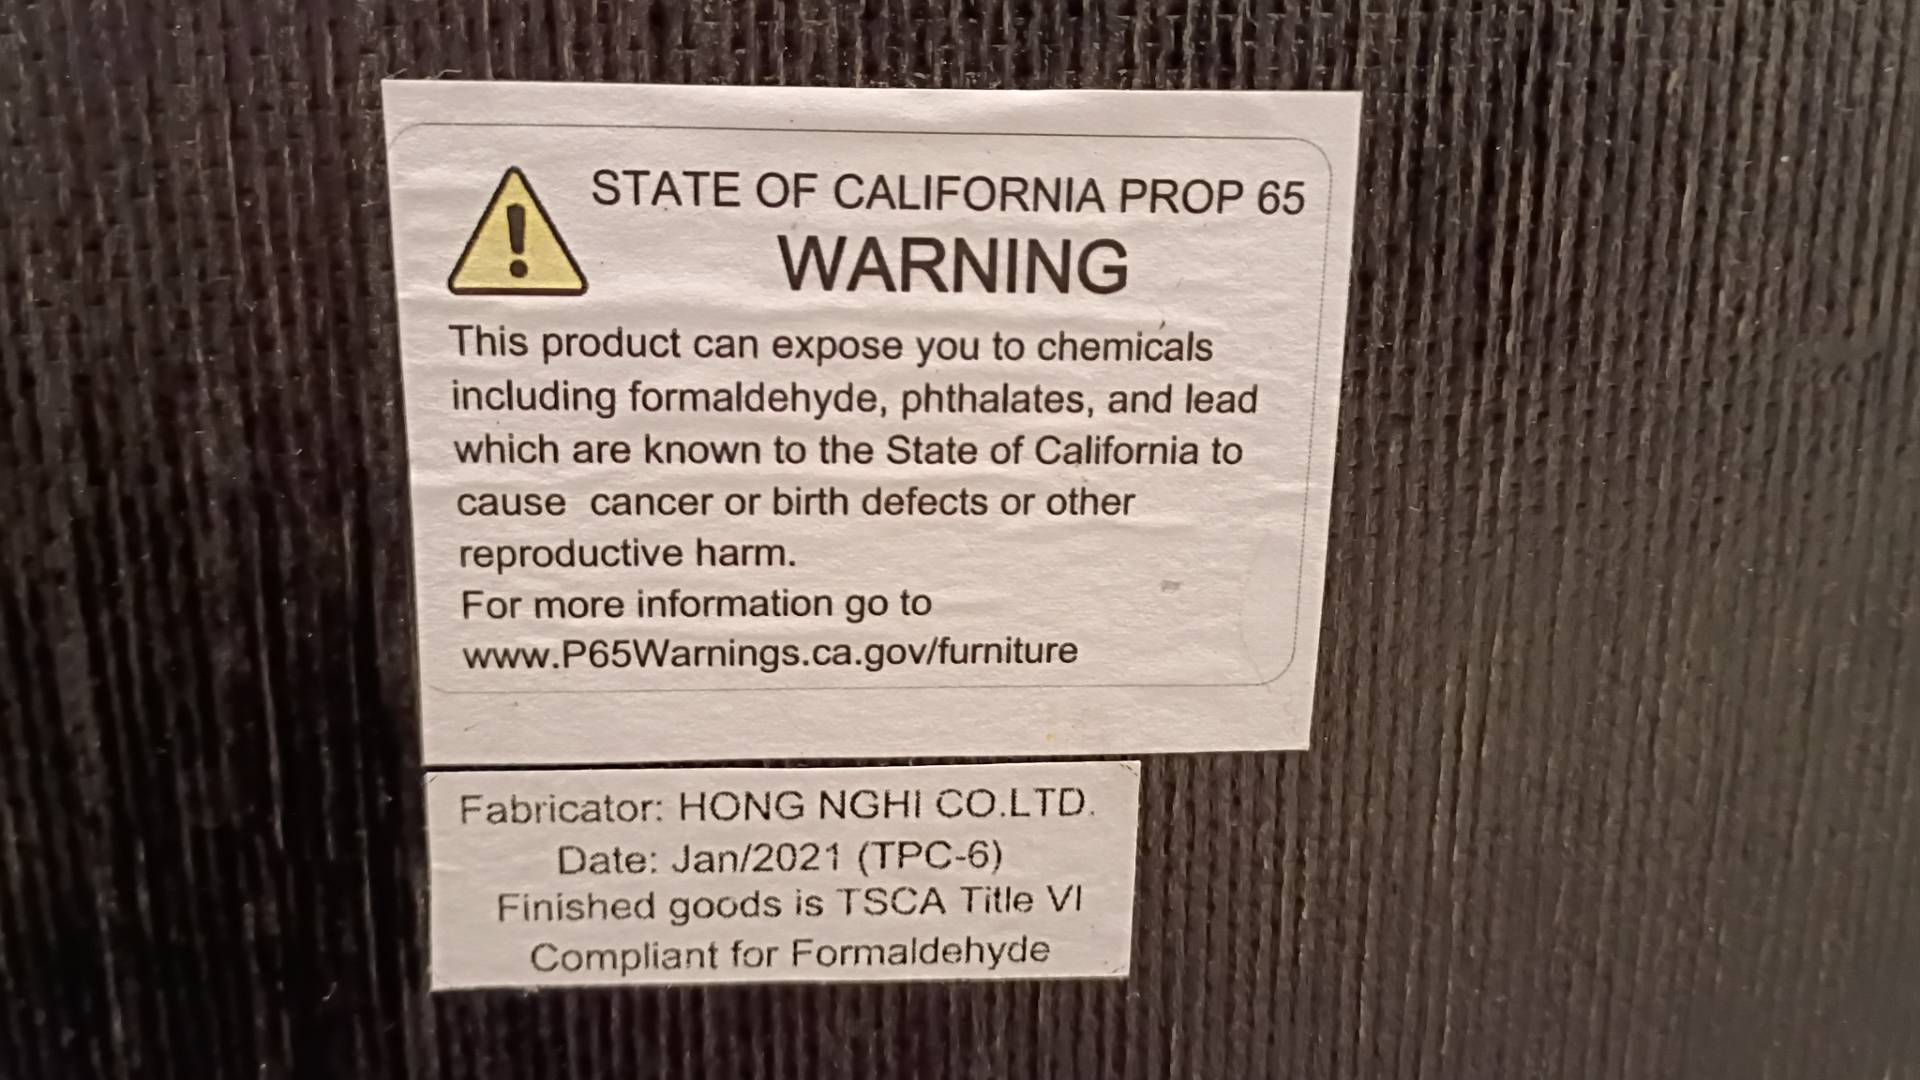 STATE OF CALIFORNIA PROP 65
WARNING
This product can expose you to chemicals
including formaldehyde, phthalates, and lead
which are known to the State of California to
cause cancer or birth defects or other
reproductive harm.
For more information go to
www.P65Warnings.ca.gov/furniture
Fabricator: HONG NGHI CO.LTD.
Date: Jan/2021 (TPC-6)
Finished goods is TSCA Title VI
Compliant for Formaldehyde